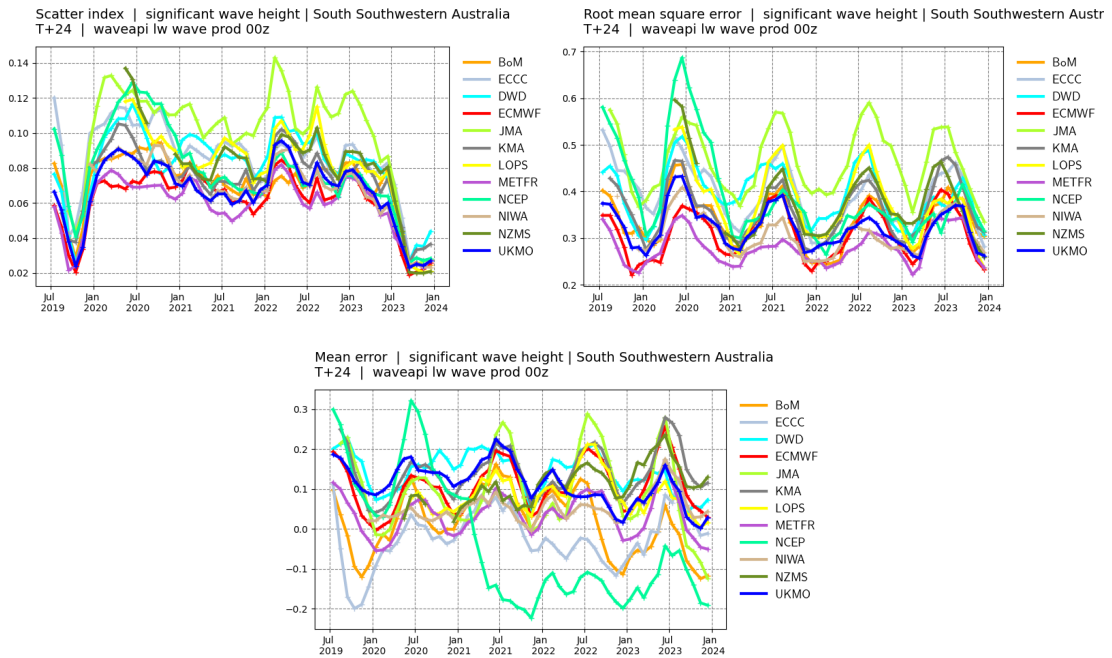 Scatter index | significant wave height | South Southwestern Australia
T+24 | waveapi lw wave prod 00z
0.14
0.12
0.10
0.08
0.06
0.04
0.02
Jul 2019
Jan 2020
Jul 2020
Jan 2021
Jul 2021
Jan 2022
Jul 2022
Jan 2023
Jul 2023
Jan 2024
BoM
ECCC
DWD
ECMWF
JMA
KMA
LOPS
METFR
NCEP
NIWA
NZMS
UKMO
Root mean square error | significant wave height | South Southwestern Austr
T+24 | waveapi lw wave prod 00z
0.7
0.6
0.5
0.4
0.3
0.2
Jul 2019
Jan 2020
Jul 2020
Jan 2021
Jul 2021
Jan 2022
Jul 2022
Jan 2023
Jul 2023
Jan 2024
BoM
ECCC
DWD
ECMWF
JMA
KMA
LOPS
METFR
NCEP
NIWA
NZMS
UKMO
Mean error | significant wave height | South Southwestern Australia
T+24 | waveapi lw wave prod 00z
0.3
0.2
0.1
0.0
−0.1
−0.2
Jul 2019
Jan 2020
Jul 2020
Jan 2021
Jul 2021
Jan 2022
Jul 2022
Jan 2023
Jul 2023
Jan 2024
BoM
ECCC
DWD
ECMWF
JMA
KMA
LOPS
METFR
NCEP
NIWA
NZMS
UKMO